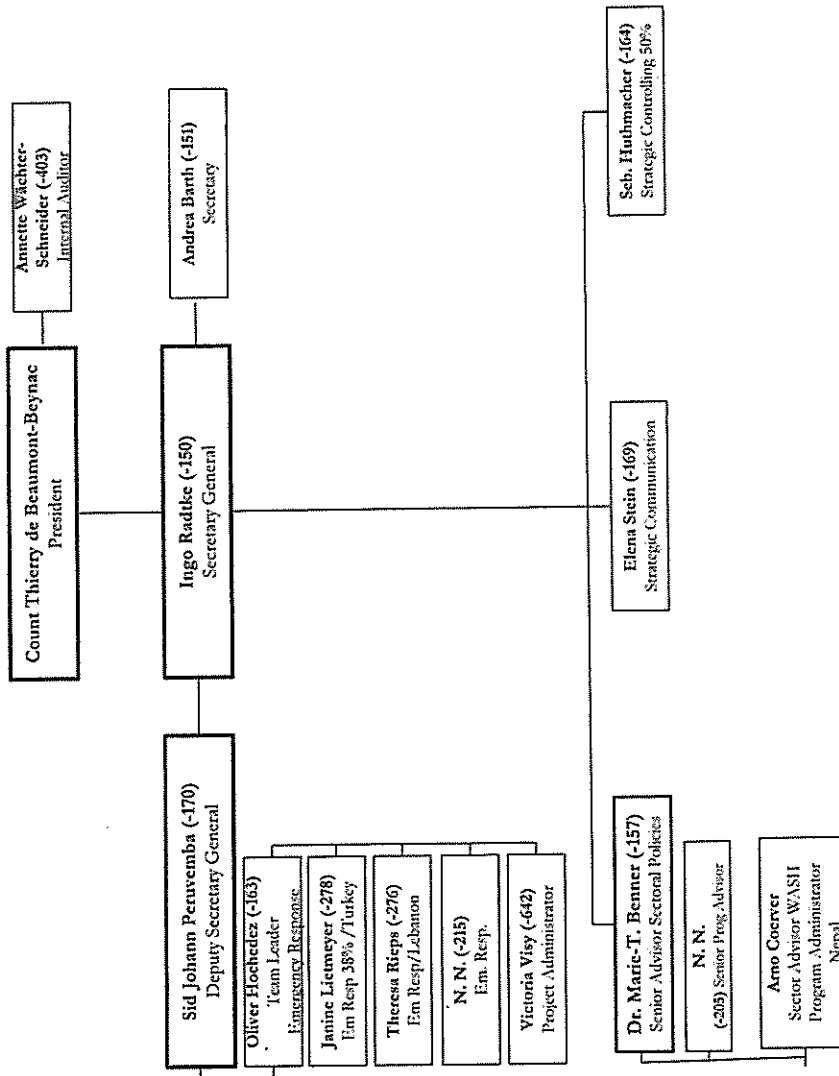 Count Thierry de Beaumont-Beynac
President
Annette Wächter-
Schneider (-403)
Internal Auditor
Sid Johann Peruvemba (-170)
Deputy Secretary General
Ingo Radtke (-150)
Secretary General
Andrea Barth (-151)
Secretary
Oliver Hochedez (-163)
Team Leader
Emergency Response
Janine Lietmeyer (-278)
Em Resp 38% /Turkey
Theresa Rieps (-276)
Em Resp/Lebanon
N. N. (-215)
Em. Resp.
Victoria Visy (-642)
Project Administrator
Dr. Marie-T. Benner (-157)
Senior Advisor Sectoral Policies
Elena Stein (-169)
Strategic Communication
Seb. Huthmacher (-164)
Strategic Controlling 50%
N. N.
(-205) Senior Prog Advisor
Arno Coerver
Sector Advisor WASH
Program Administrator
Nepal